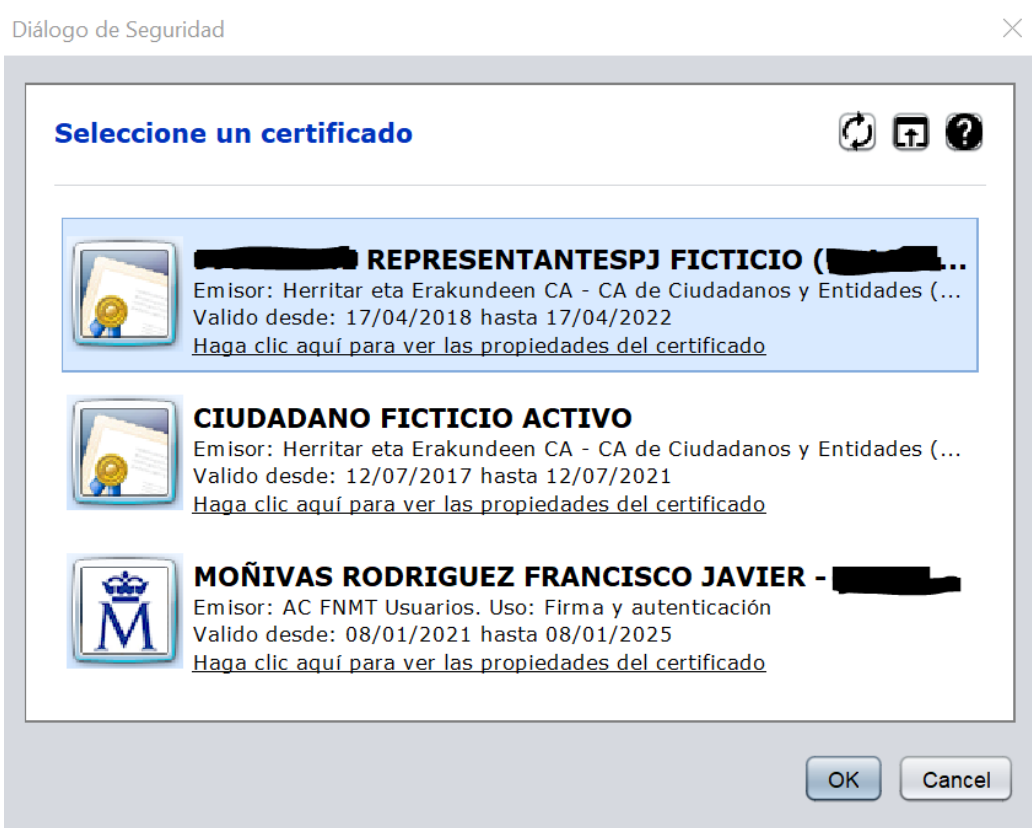 Diálogo de Seguridad
Seleccione un certificado
REPRESENTANTESPJ FICTICIO (...
Emisor: Herritar eta Erakundeen CA - CA de Ciudadanos y Entidades (...
Valido desde: 17/04/2018 hasta 17/04/2022
Haga clic aquí para ver las propiedades del certificado
CIUDADANO FICTICIO ACTIVO
Emisor: Herritar eta Erakundeen CA - CA de Ciudadanos y Entidades (...
Valido desde: 12/07/2017 hasta 12/07/2021
Haga clic aquí para ver las propiedades del certificado
MOÑIVAS RODRIGUEZ FRANCISCO JAVIER -
Emisor: AC FNMT Usuarios. Uso: Firma y autenticación
Valido desde: 08/01/2021 hasta 08/01/2025
Haga clic aquí para ver las propiedades del certificado
OK Cancel